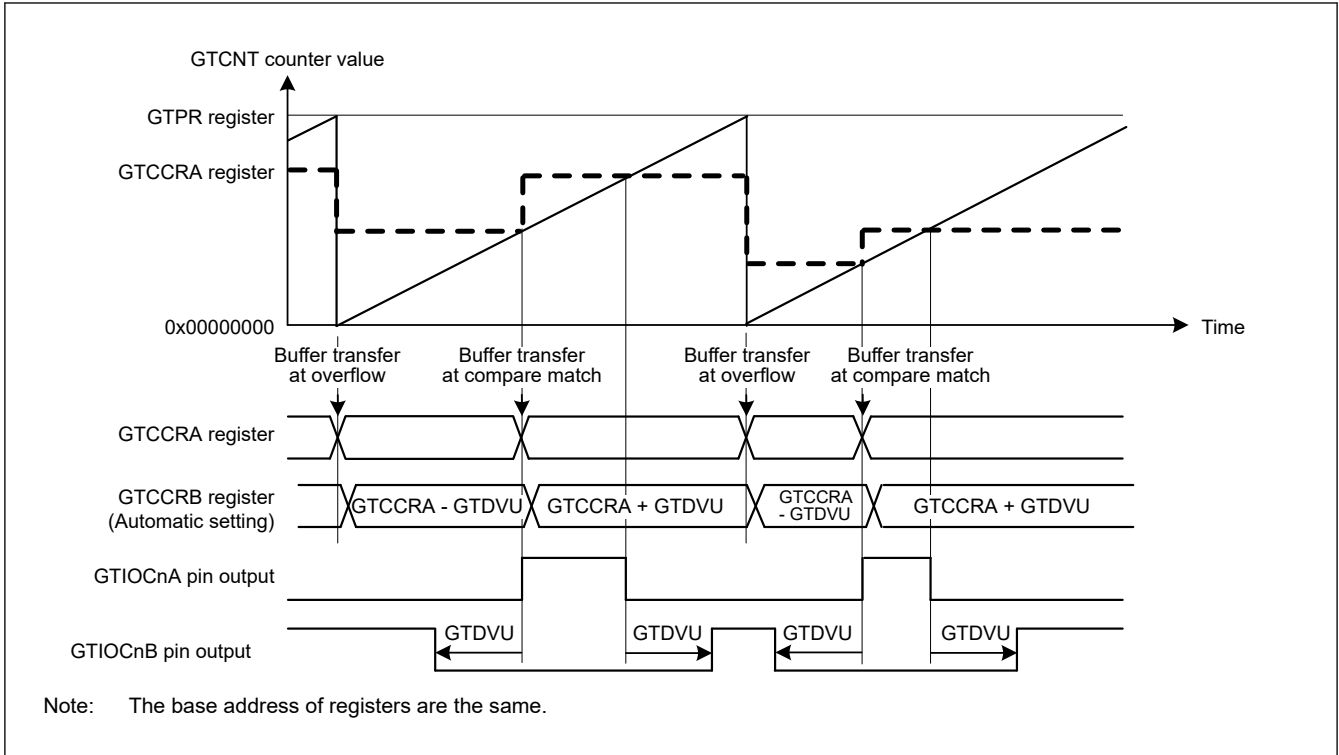 GTCNT counter value
GTPR register
GTCCRA register
0x00000000
Time
Buffer transfer
at overflow
Buffer transfer
at compare match
Buffer transfer
at overflow
Buffer transfer
at compare match
GTCCRA register
GTCCRB register
(Automatic setting)
GTCCRA - GTDVU
GTCCRA + GTDVU
GTCCRA
- GTDVU
GTCCRA + GTDVU
GTIOCnA pin output
GTIOCnB pin output
GTDVU
GTDVU
GTDVU
GTDVU
Note: The base address of registers are the same.